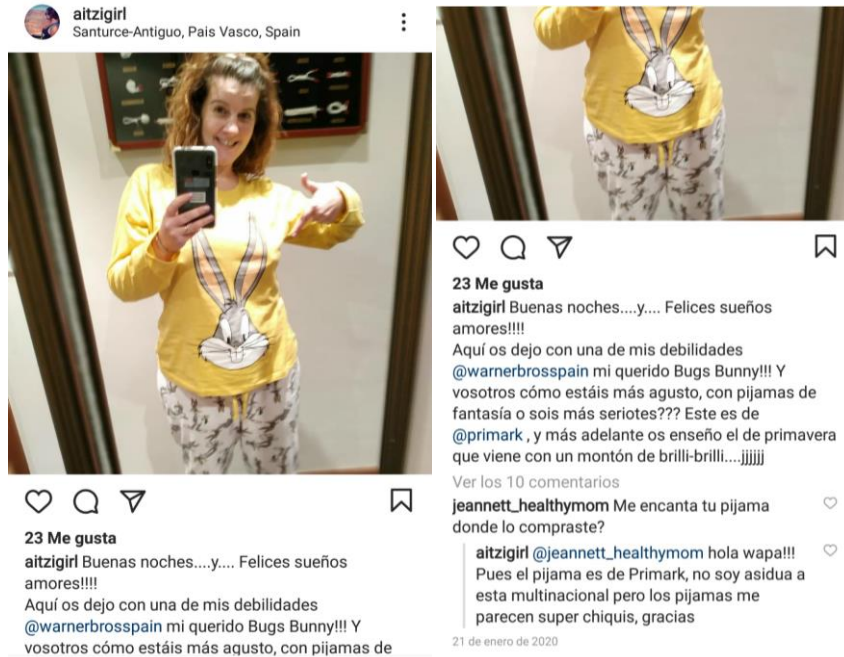 aitzigirl
Santurce-Antiguo, Pais Vasco, Spain
23 Me gusta
aitzigirl Buenas noches....y.... Felices sueños
amores!!!!
Aquí os dejo con una de mis debilidades
@warnerbrosspain mi querido Bugs Bunny!!! Y
vosotros cómo estáis más agusto, con pijamas de
23 Me gusta
aitzigirl Buenas noches....y.... Felices sueños
amores!!!!
Aquí os dejo con una de mis debilidades
@warnerbrosspain mi querido Bugs Bunny!!! Y
vosotros cómo estáis más agusto, con pijamas de
fantasía o sois más seriotes??? Este es de
@primark , y más adelante os enseño el de primavera
que viene con un montón de brilli-brilli....jjjjjj
Ver los 10 comentarios
jeannett_healthymom Me encanta tu pijama
donde lo compraste?
aitzigirl @jeannett_healthymom hola wapa!!!
Pues el pijama es de Primark, no soy asidua a
esta multinacional pero los pijamas me
parecen super chiquis, gracias
21 de enero de 2020